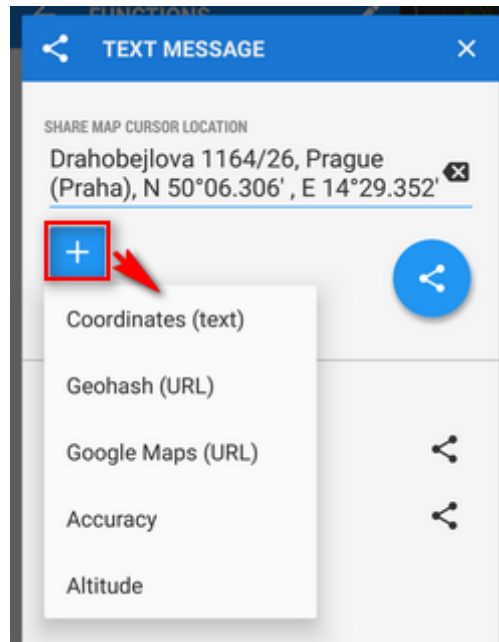 FUNCTIONS
TEXT MESSAGE
SHARE MAP CURSOR LOCATION
Drahobejlova 1164/26, Prague
(Praha), N 50°06.306' , E 14°29.352'
Coordinates (text)
Geohash (URL)
Google Maps (URL)
Accuracy
Altitude